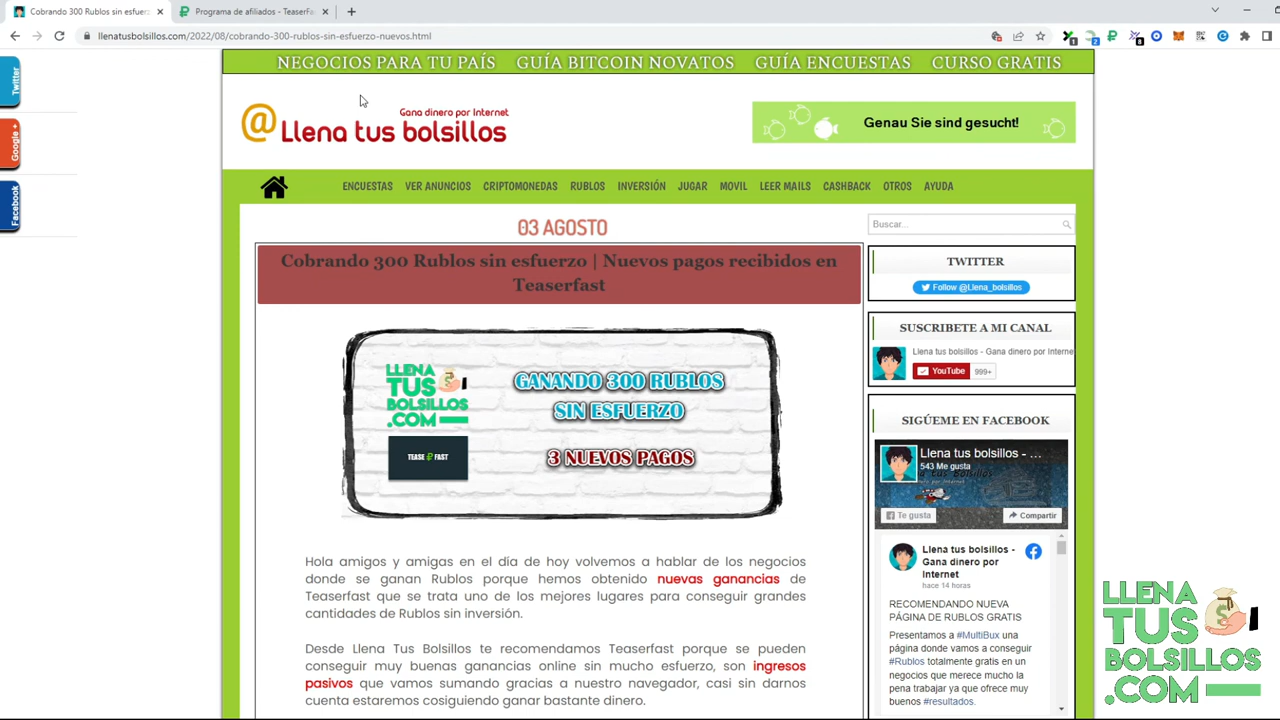 Cobrando 300 Rublos sin esfuer
Programa de afiliados - TeaserFa
llenatusbolsillos.com/2022/08/cobrando-300-rublos-sin-esfuerzo-nuevos.html
NEGOCIOS PARA TU PAÍS GUÍA BITCOIN NOVATOS GUÍA ENCUESTAS CURSO GRATIS
Twitter
Google +
Facebook
Gana dinero por Internet
@ Llena tus bolsillos
Genau Sie sind gesucht!
ENCUESTAS VER ANUNCIOS CRIPTOMONEDAS RUBLOS INVERSIÓN JUGAR MOVIL LEER MAILS CASHBACK OTROS AYUDA
03 AGOSTO
Buscar...
Cobrando 300 Rublos sin esfuerzo | Nuevos pagos recibidos en
Teaserfast
LLENA
TUS
BOLSILLOS
.COM
TEASE ₽ FAST
GANANDO 300 RUBLOS
SIN ESFUERZO
3 NUEVOS PAGOS
Hola amigos y amigas en el día de hoy volvemos a hablar de los negocios
donde se ganan Rublos porque hemos obtenido nuevas ganancias de
Teaserfast que se trata uno de los mejores lugares para conseguir grandes
cantidades de Rublos sin inversión.
Desde Llena Tus Bolsillos te recomendamos Teaserfast porque se pueden
conseguir muy buenas ganancias online sin mucho esfuerzo, son ingresos
pasivos que vamos sumando gracias a nuestro navegador, casi sin darnos
cuenta estaremos cosiguiendo ganar bastante dinero.
TWITTER
Follow @Llena_bolsillos
SUSCRIBETE A MI CANAL
Llena tus bolsillos - Gana dinero por Interne
YouTube 999+
SIGÚEME EN FACEBOOK
Llena tus bolsillos - ...
543 Me gusta
Te gusta
Compartir
Llena tus bolsillos -
Gana dinero por
Internet
hace 14 horas
RECOMENDANDO NUEVA
PÁGINA DE RUBLOS GRATIS
Presentamos a #MultiBux una
página donde vamos a conseguir
#Rublos totalmente gratis en un
negocios que merece mucho la
pena trabajar ya que ofrece muy
buenos #resultados.
LLENA
TUS
BOLSILLOS
.COM